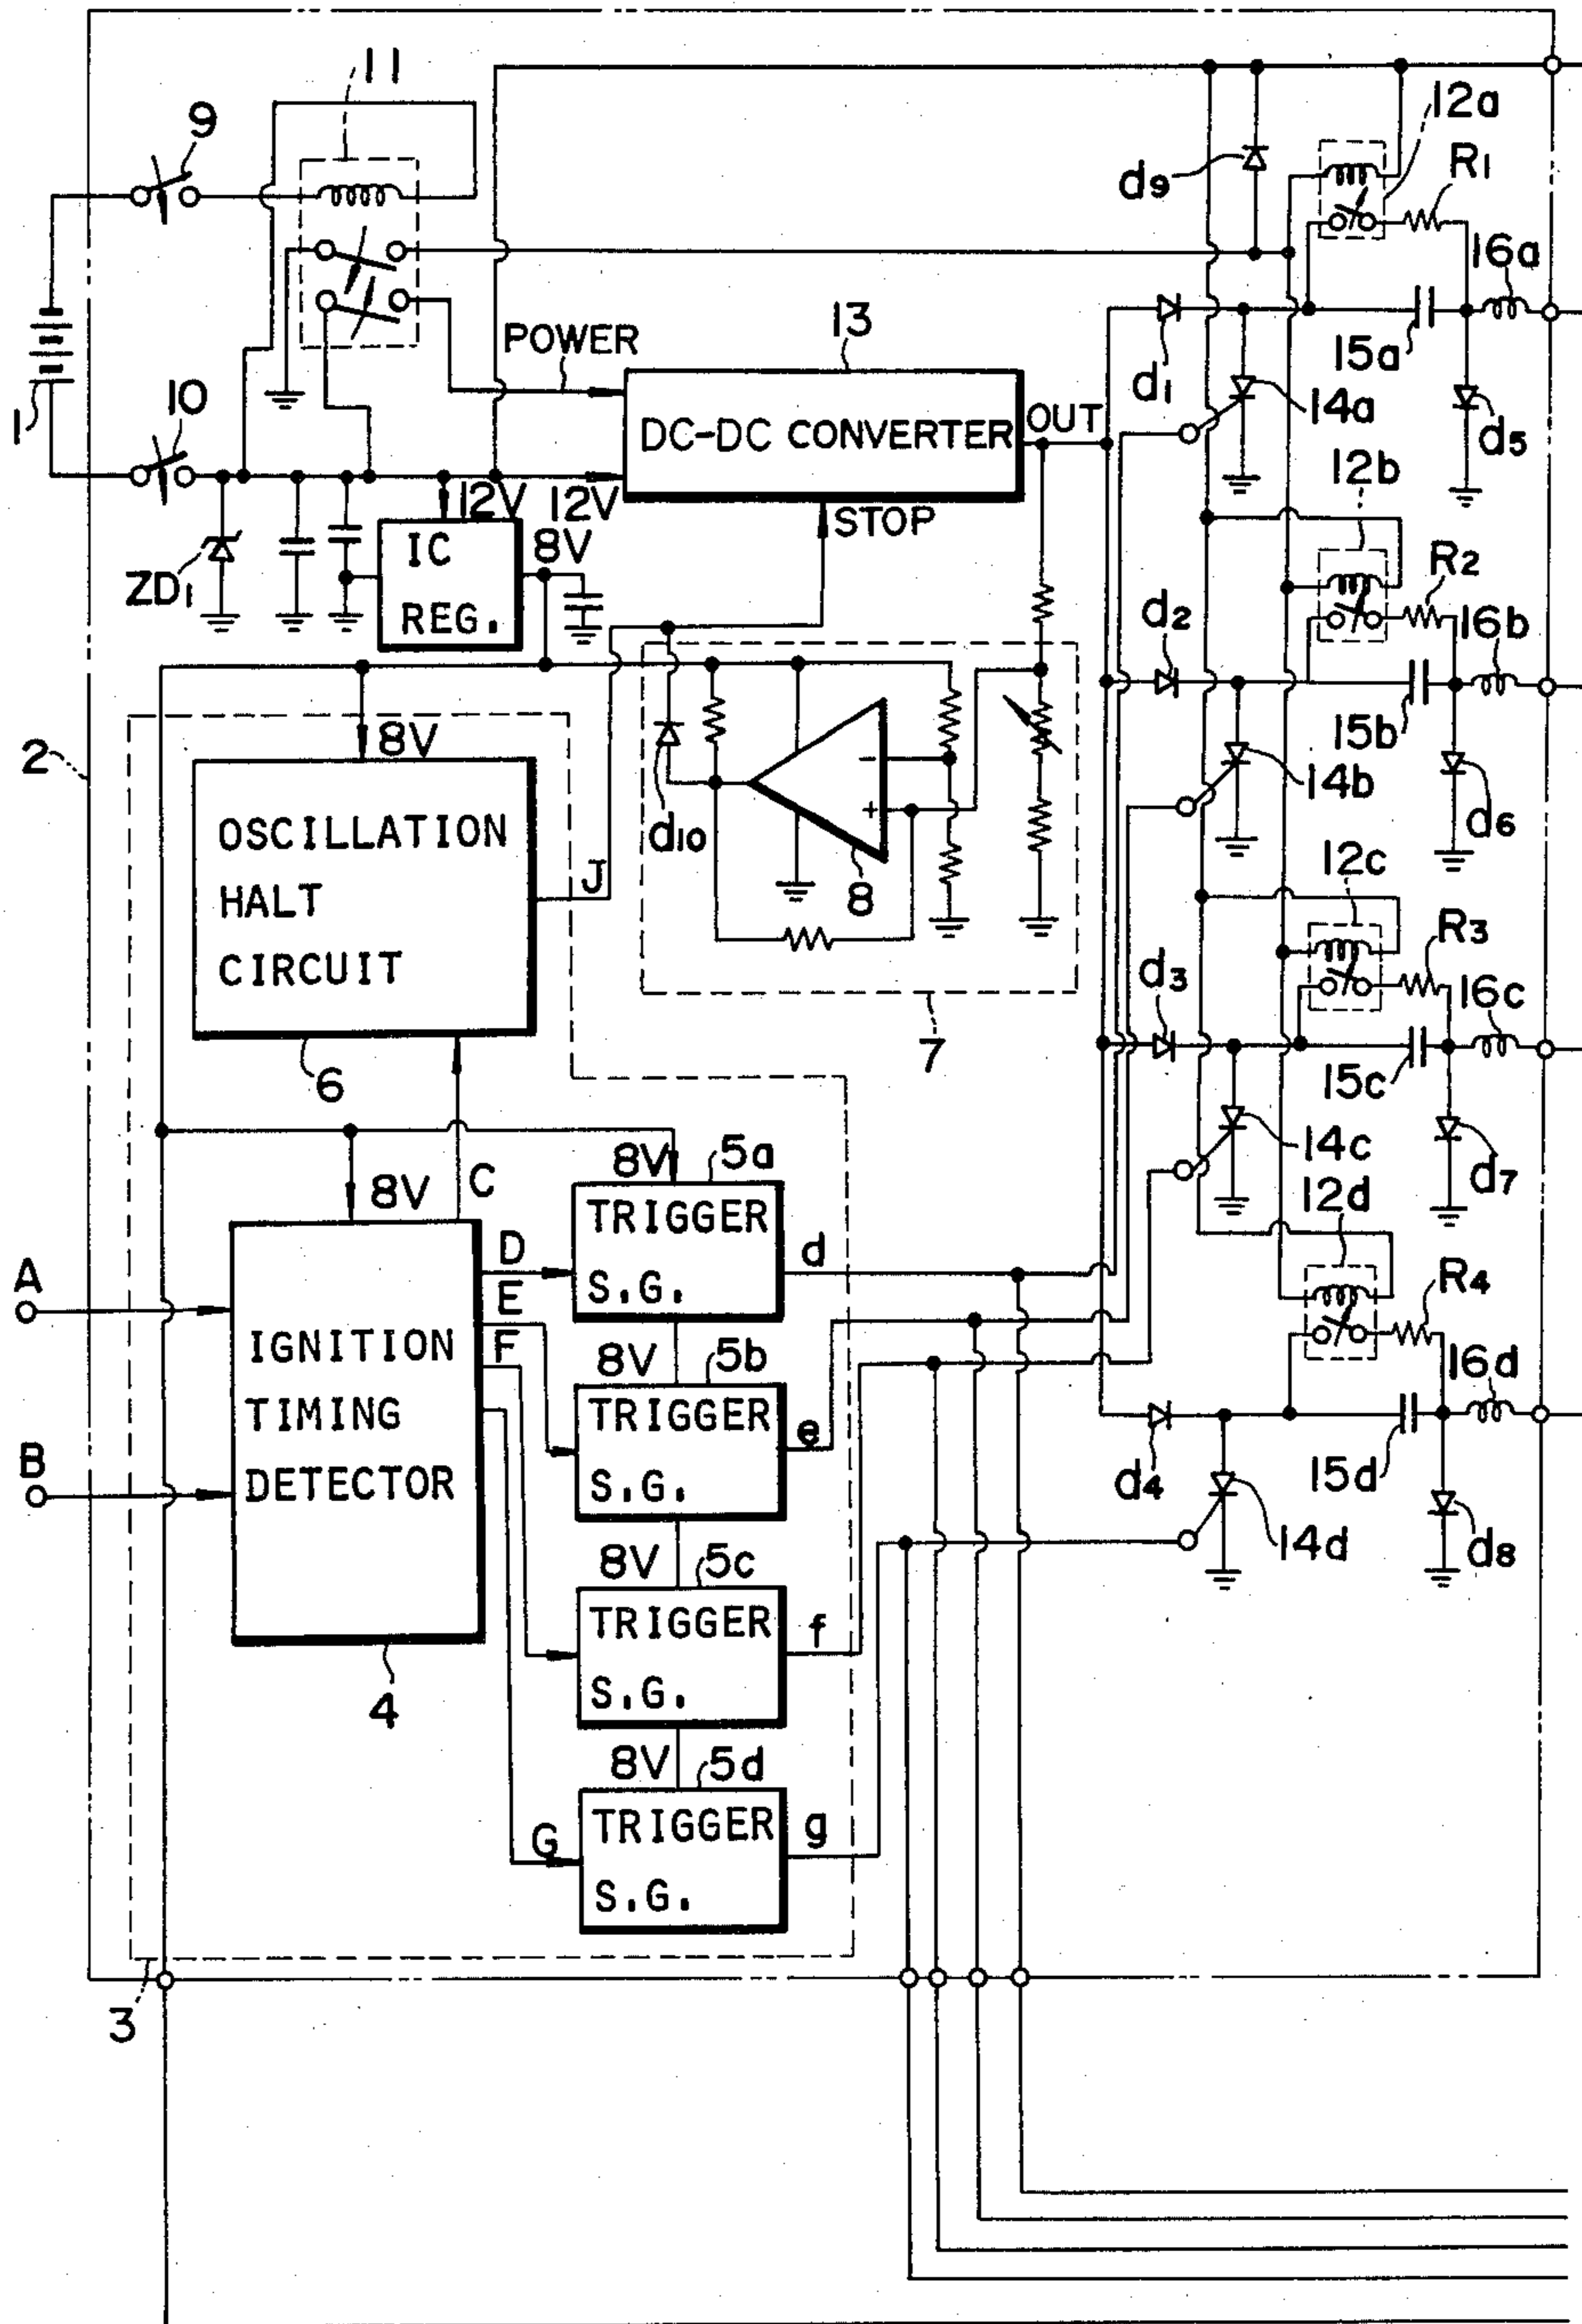 11
12a
9
d9
R1
16a
13
POWER
15a
d1
14a
OUT
1
10
DC-DC CONVERTER
d5
12b
12V
12V
STOP
IC
REG.
8V
ZD1
R2
d2
16b
8V
2
15b
14b
d10
8
d6
OSCILLATION
HALT
CIRCUIT
J
12c
R3
d3
16c
7
6
15c
14c
d7
8V
C
8V
5a
12d
TRIGGER
S.G.
d
D
E
F
A
R4
IGNITION
TIMING
DETECTOR
8V
5b
16d
TRIGGER
S.G.
e
B
d4
15d
14d
d8
8V
5c
TRIGGER
S.G.
f
4
8V
5d
G
TRIGGER
S.G.
g
3